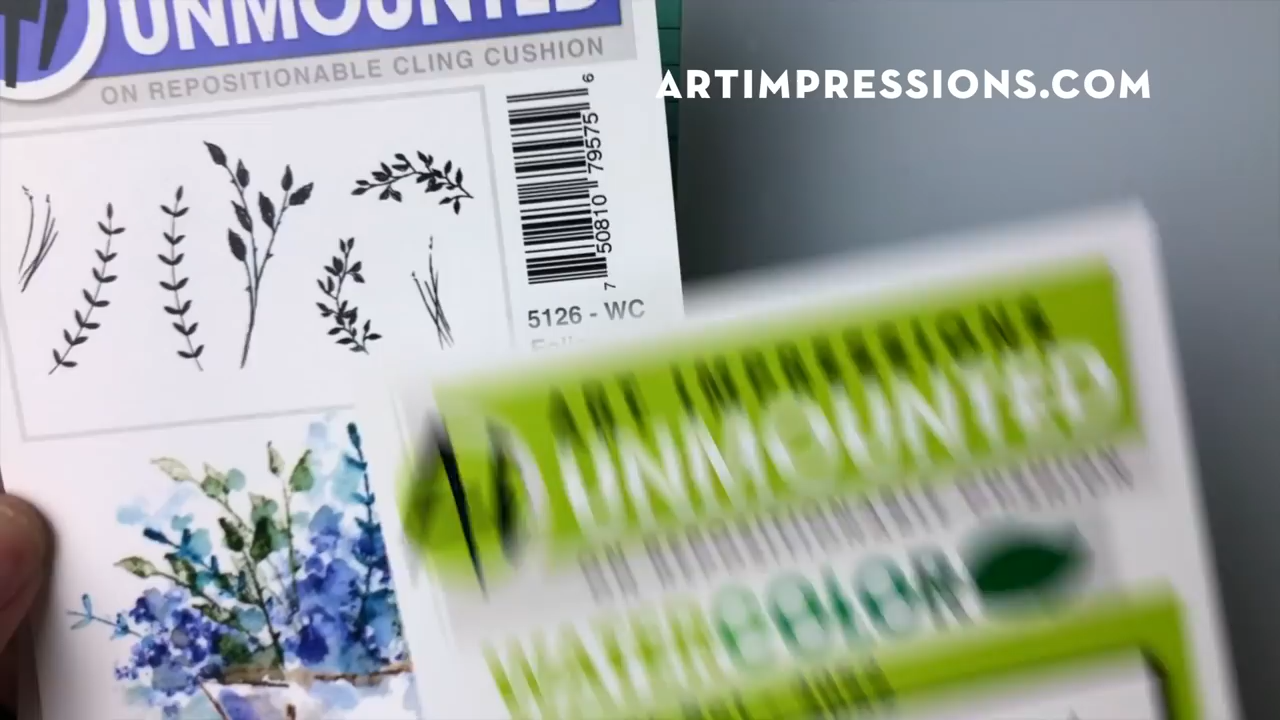 UNMOUNTED
ON REPOSITIONABLE CLING CUSHION
ARTIMPRESSIONS.COM
7 50810 79575 6
5126 - WC
ART IMPRESSIONS
UNMOUNTED
WATERCOLOR